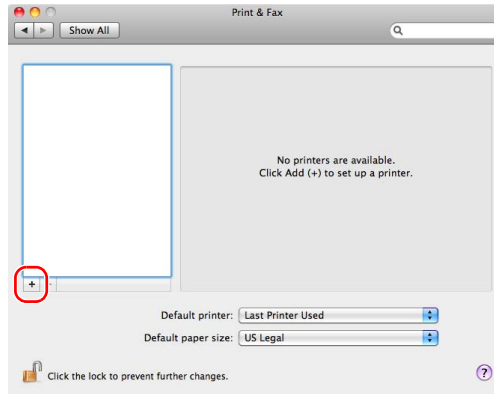 Print & Fax
Show All
No printers are available.
Click Add (+) to set up a printer.
+ -
Default printer: Last Printer Used
Default paper size: US Legal
Click the lock to prevent further changes.
?